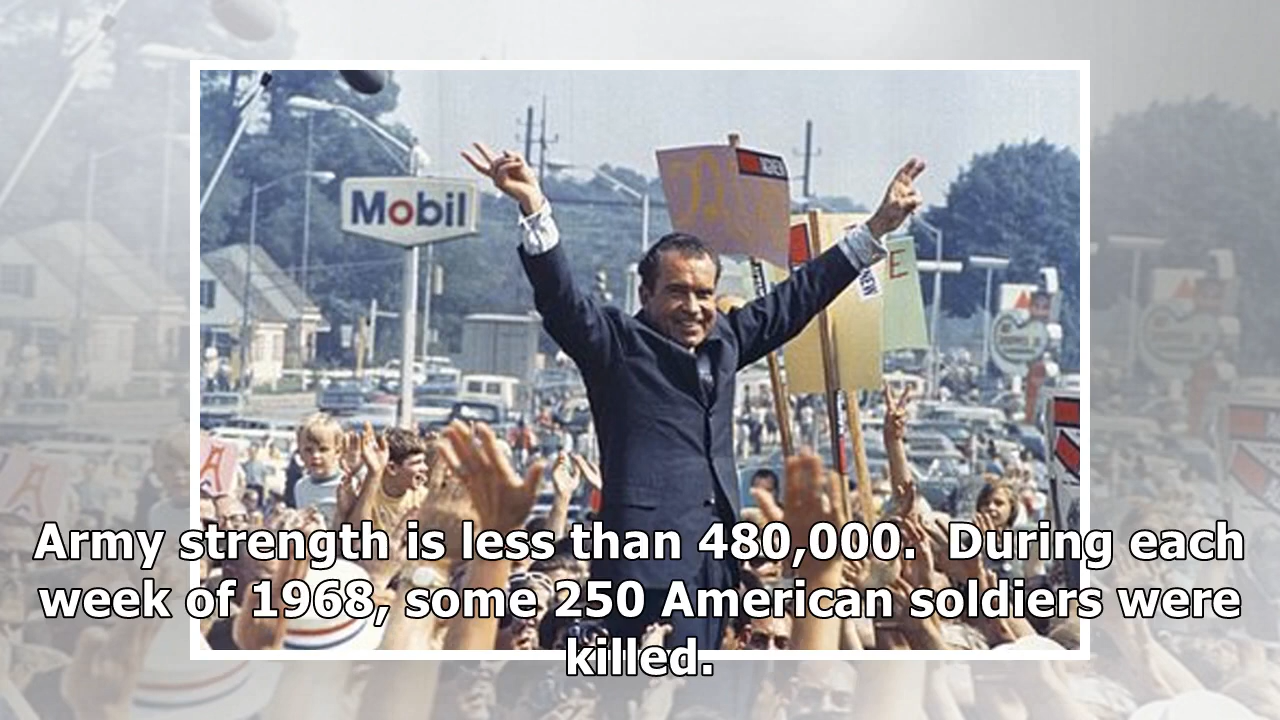 Mobil
E
A
Army strength is less than 480,000.  During each
week of 1968, some 250 American soldiers were
killed.